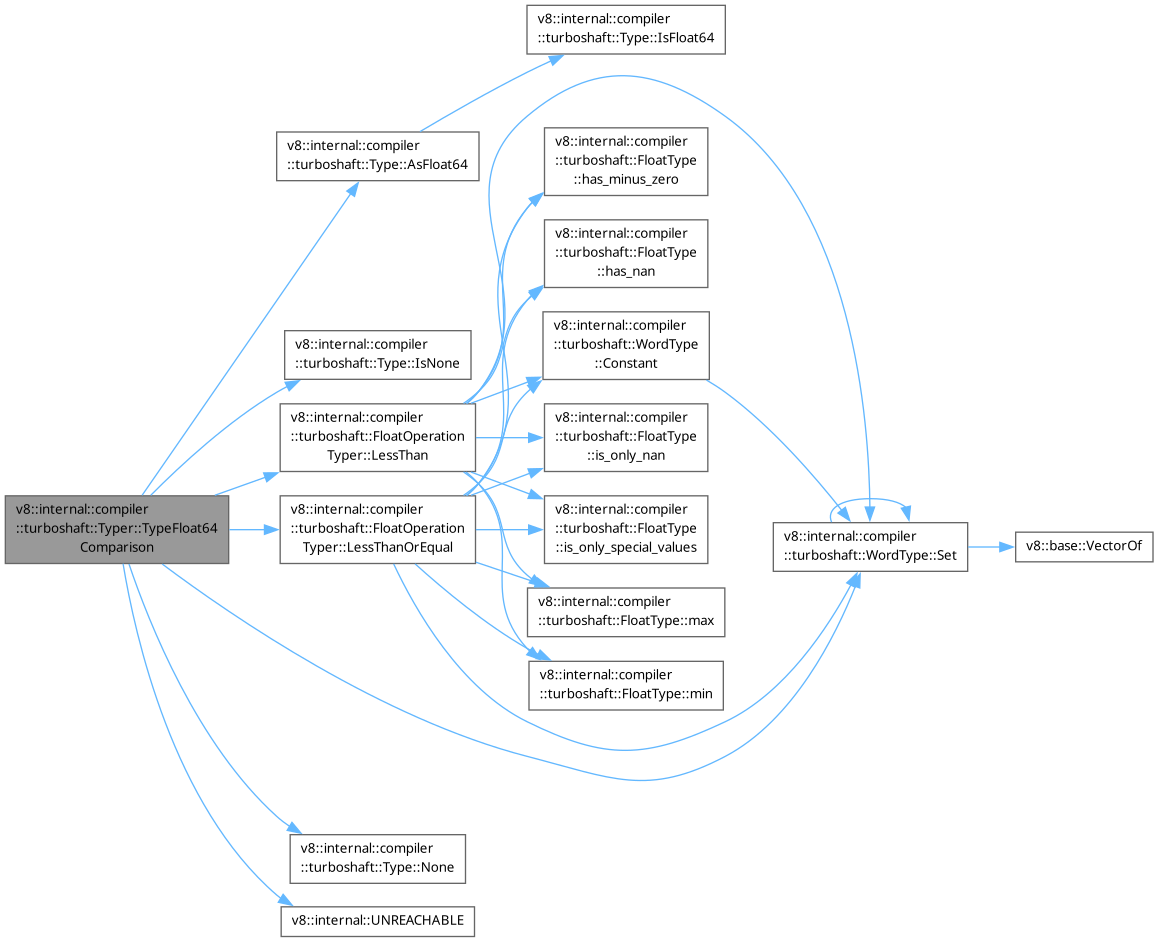 v8::internal::compiler
::turboshaft::Type::IsFloat64
v8::internal::compiler
::turboshaft::Type::AsFloat64
v8::internal::compiler
::turboshaft::FloatType
::has_minus_zero
v8::internal::compiler
::turboshaft::FloatType
::has_nan
v8::internal::compiler
::turboshaft::Type::IsNone
v8::internal::compiler
::turboshaft::WordType
::Constant
v8::internal::compiler
::turboshaft::FloatOperation
Typer::LessThan
v8::internal::compiler
::turboshaft::FloatType
::is_only_nan
v8::internal::compiler
::turboshaft::Typer::TypeFloat64
Comparison
v8::internal::compiler
::turboshaft::FloatOperation
Typer::LessThanOrEqual
v8::internal::compiler
::turboshaft::FloatType
::is_only_special_values
v8::internal::compiler
::turboshaft::WordType::Set
v8::base::VectorOf
v8::internal::compiler
::turboshaft::FloatType::max
v8::internal::compiler
::turboshaft::FloatType::min
v8::internal::compiler
::turboshaft::Type::None
v8::internal::UNREACHABLE